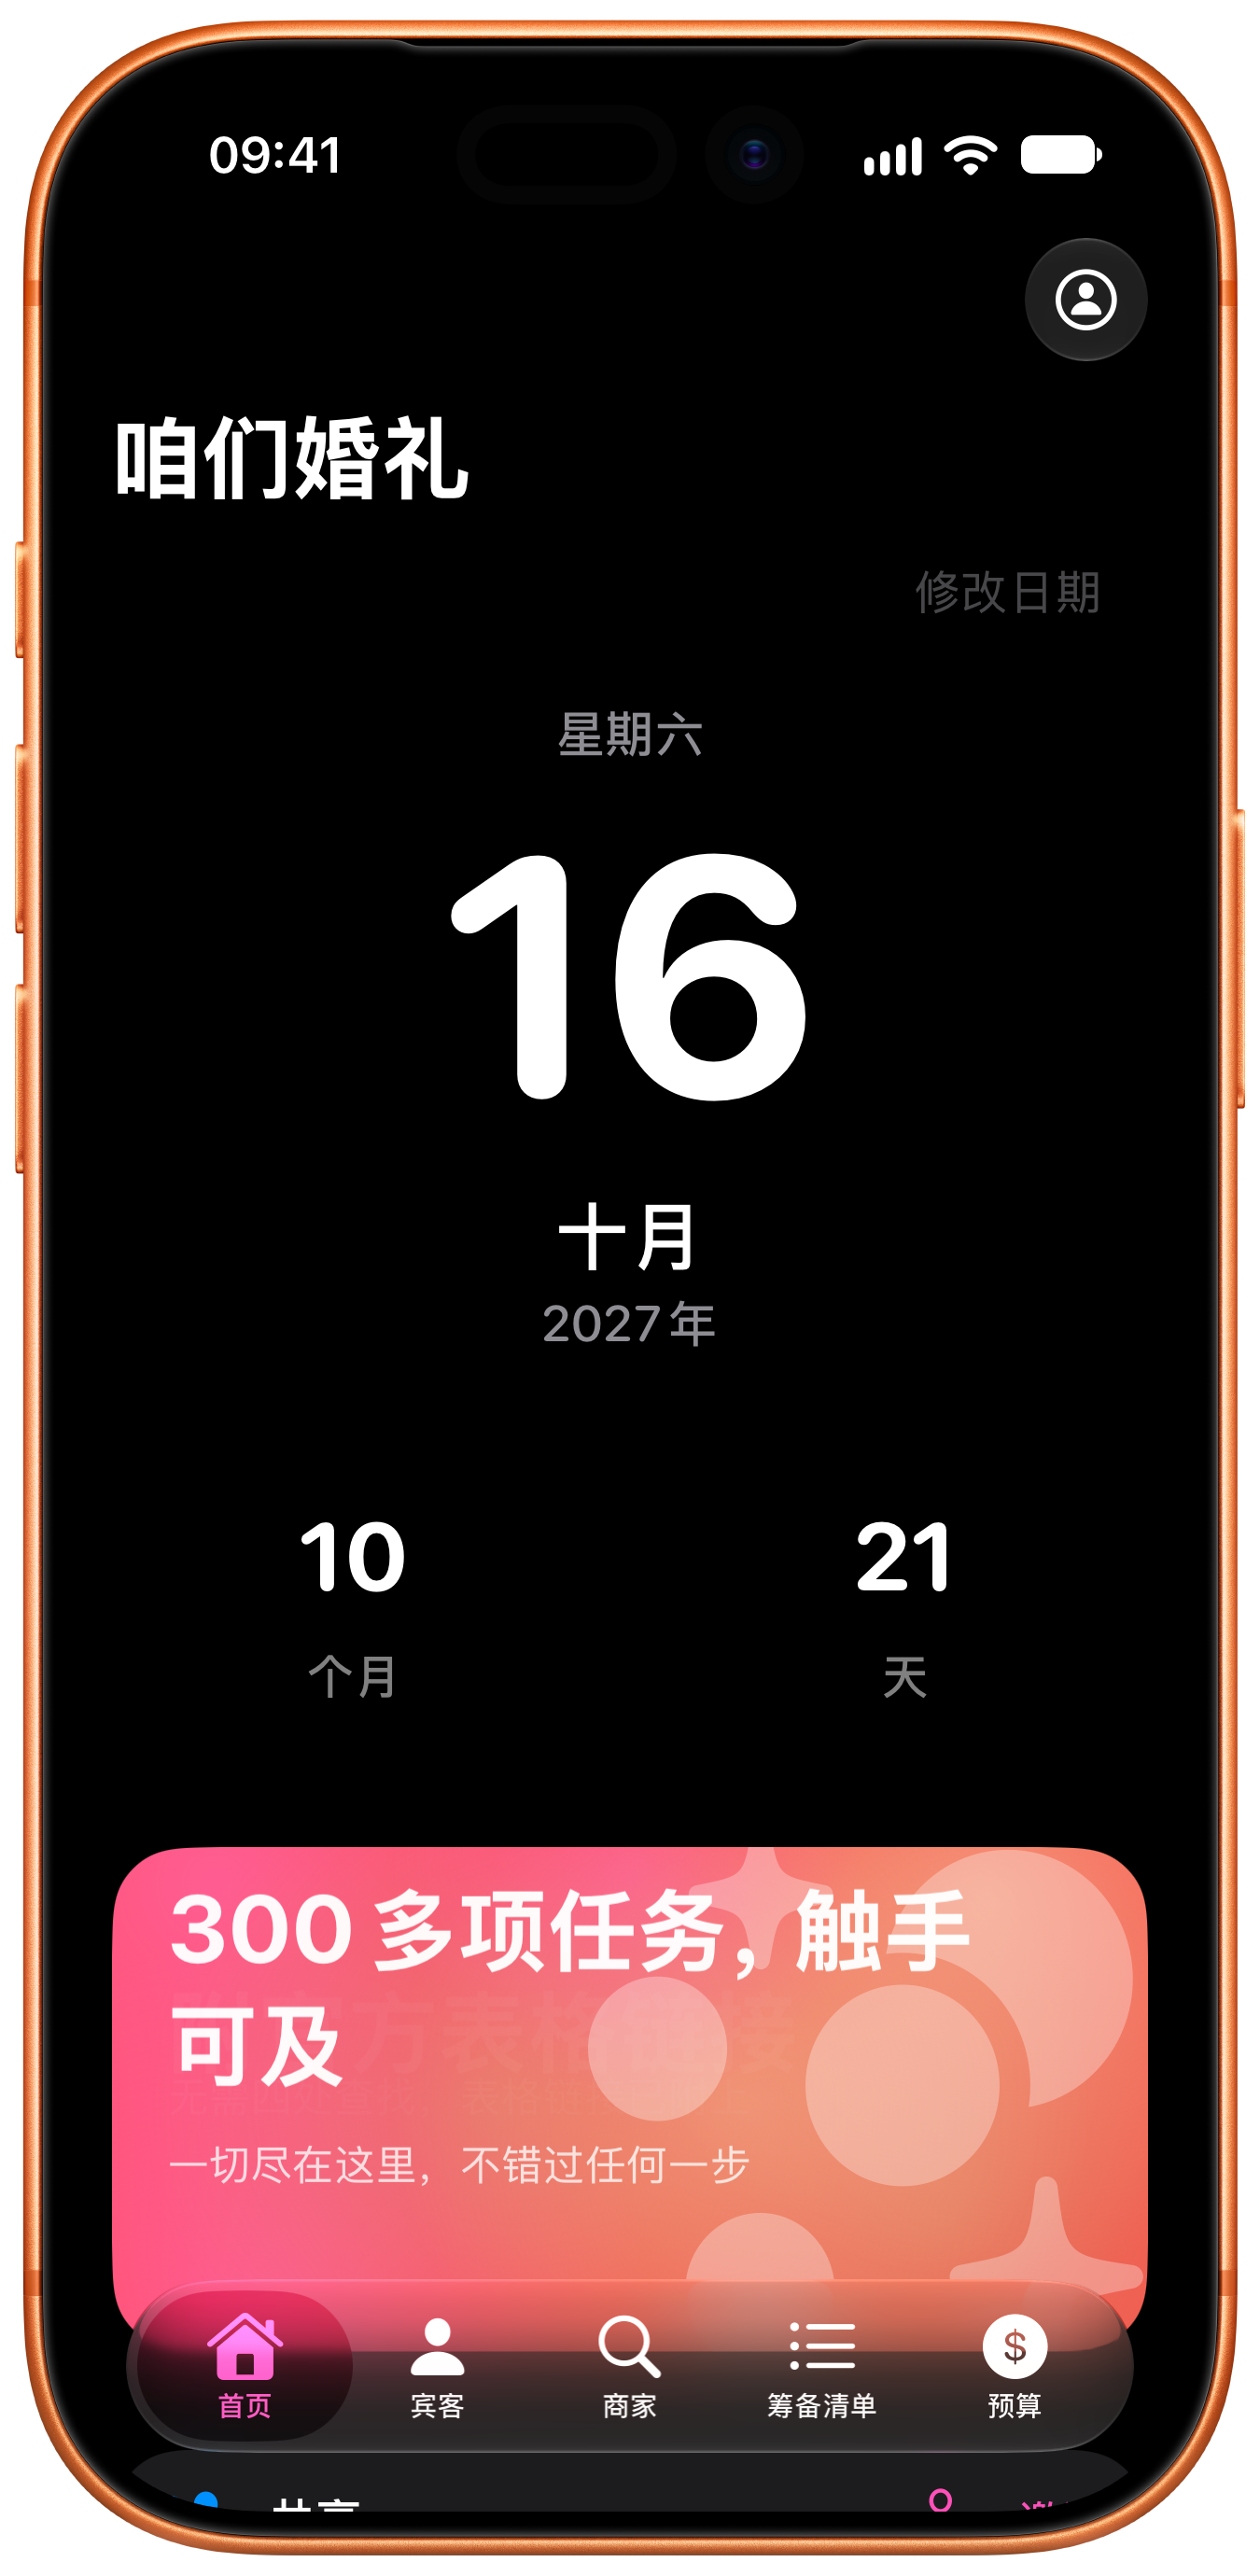 09:41
咱们婚礼
修改日期
星期六
16
十月
2027年
10
21
个月
天
300 多项任务，触手
可及
一切尽在这里，不错过任何一步
首页
宾客
商家
筹备清单
预算